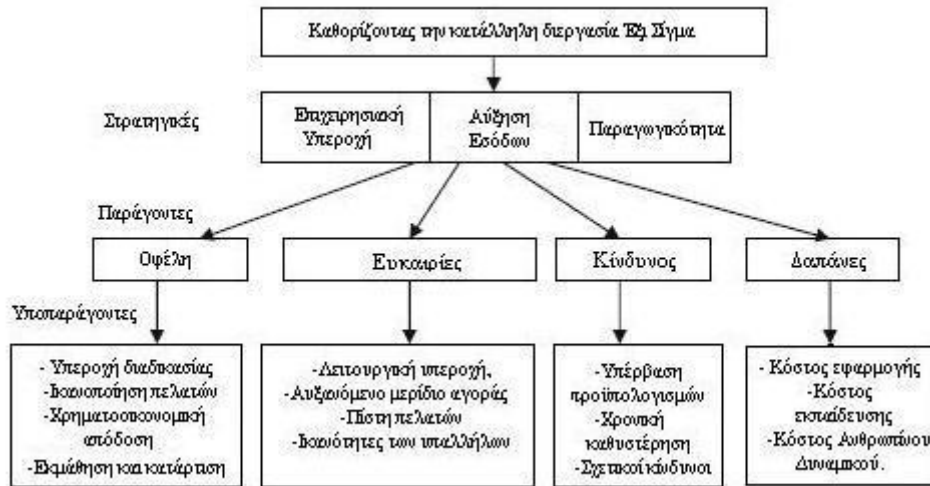 Καθορίζοντας την κατάλληλη διεργασία Έξι Σίγμα
Στρατηγικές
Επιχειρησιακή
Υπεροχή
Αύξηση
Εσόδων
Παραγωγικότητα
Παράγοντες
Οφέλη
Ευκαιρίες
Κίνδυνος
Δαπάνες
Υποπαράγοντες
- Υπεροχή διαδικασίας
-Ικανοποίηση πελατών
-Χρηματοοικονομική
απόδοση
-Εκμάθηση και κατάρτιση
-Λειτουργική υπεροχή,
-Αυξανόμενο μερίδιο αγοράς
-Πίστη πελατών
-Ικανότητες των υπαλλήλων
-Υπέρβαση
προϋπολογισμών
-Χρονική
καθυστέρηση
-Σχετικοί κίνδυνοι
- Κόστος εφαρμογής
-Κόστος
εκπαίδευσης
-Κόστος Ανθρωπίνου
Δυναμικού.